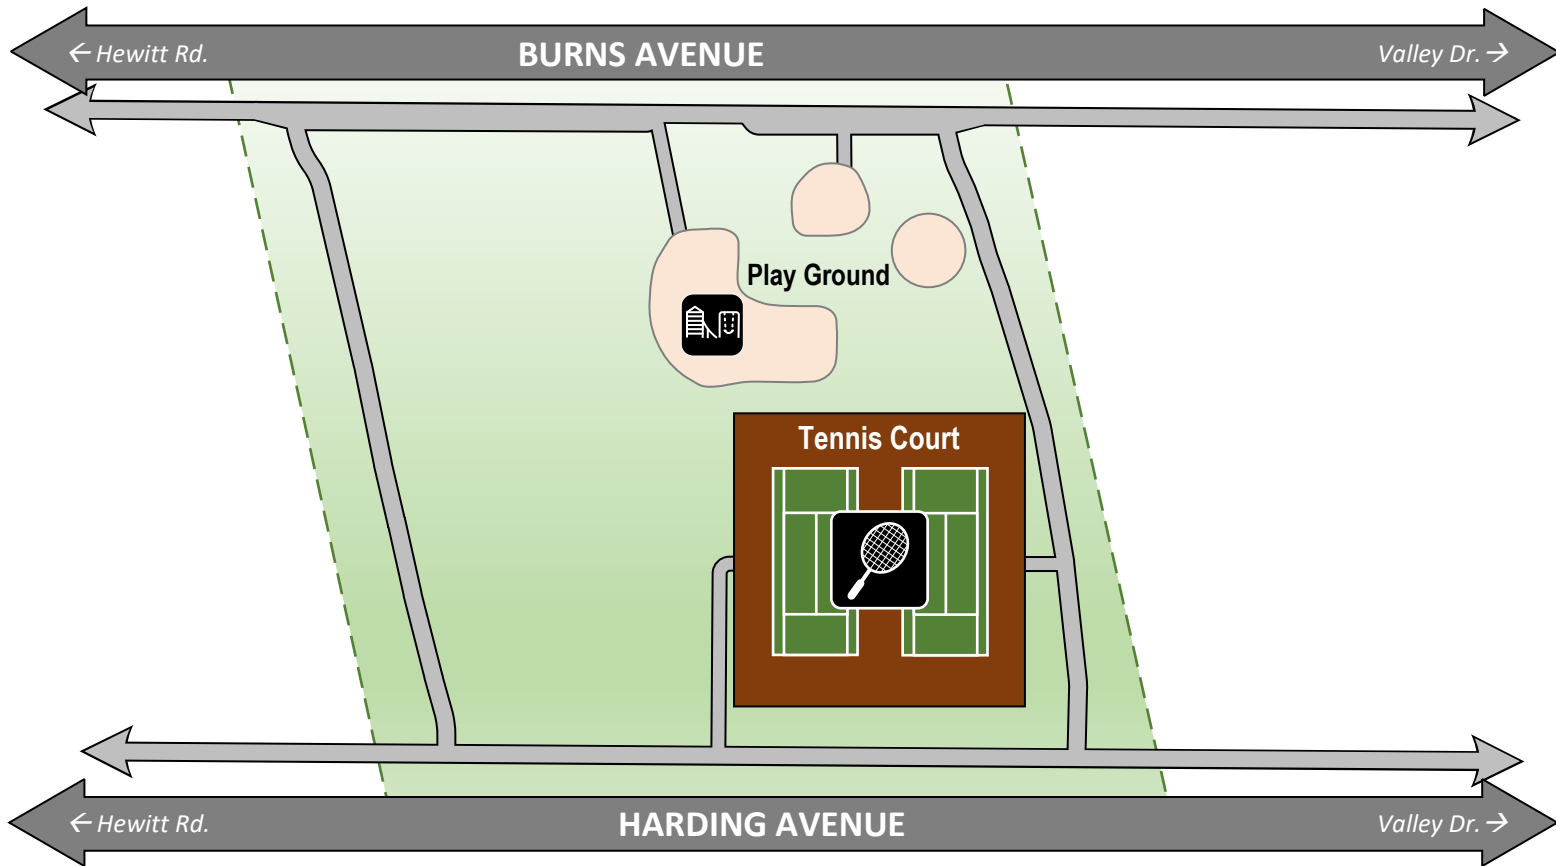 ← Hewitt Rd.
BURNS AVENUE
Valley Dr. →
Play Ground
Tennis Court
← Hewitt Rd.
HARDING AVENUE
Valley Dr. →